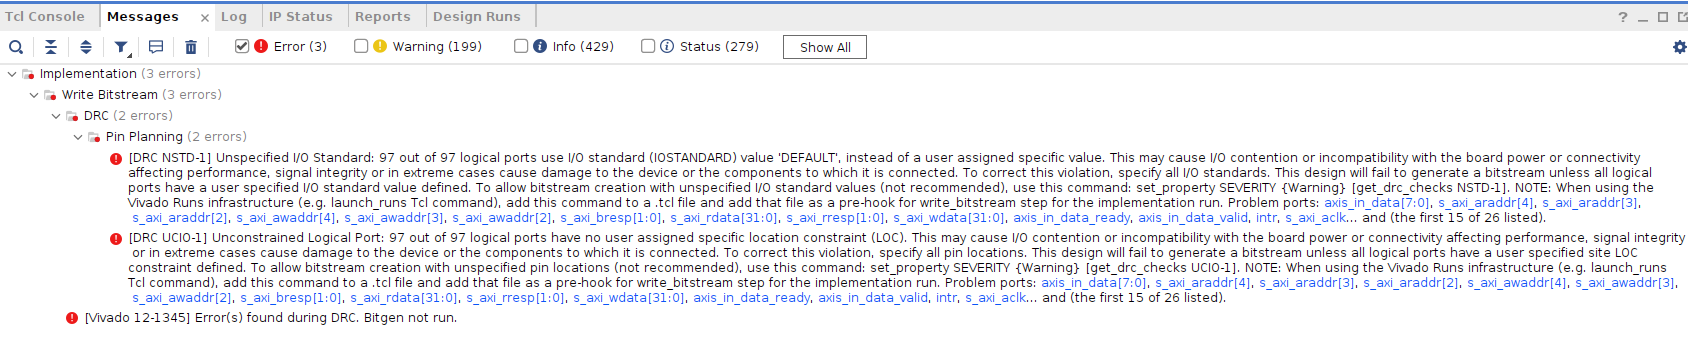 Tcl Console Messages × Log IP Status Reports Design Runs ? _
Error (3) Warning (199) Info (429) Status (279) Show All
Implementation (3 errors)
Write Bitstream (3 errors)
DRC (2 errors)
Pin Planning (2 errors)
[DRC NSTD-1] Unspecified I/O Standard: 97 out of 97 logical ports use I/O standard (IOSTANDARD) value 'DEFAULT', instead of a user assigned specific value. This may cause I/O contention or incompatibility with the board power or connectivity
affecting performance, signal integrity or in extreme cases cause damage to the device or the components to which it is connected. To correct this violation, specify all I/O standards. This design will fail to generate a bitstream unless all logical
ports have a user specified I/O standard value defined. To allow bitstream creation with unspecified I/O standard values (not recommended), use this command: set_property SEVERITY {Warning} [get_drc_checks NSTD-1]. NOTE: When using the
Vivado Runs infrastructure (e.g. launch_runs Tcl command), add this command to a .tcl file and add that file as a pre-hook for write_bitstream step for the implementation run. Problem ports: axis_in_data[7:0], s_axi_araddr[4], s_axi_araddr[3],
s_axi_araddr[2], s_axi_awaddr[4], s_axi_awaddr[3], s_axi_awaddr[2], s_axi_bresp[1:0], s_axi_rdata[31:0], s_axi_rresp[1:0], s_axi_wdata[31:0], axis_in_data_ready, axis_in_data_valid, intr, s_axi_aclk... and (the first 15 of 26 listed).
[DRC UCIO-1] Unconstrained Logical Port: 97 out of 97 logical ports have no user assigned specific location constraint (LOC). This may cause I/O contention or incompatibility with the board power or connectivity affecting performance, signal integrity
or in extreme cases cause damage to the device or the components to which it is connected. To correct this violation, specify all pin locations. This design will fail to generate a bitstream unless all logical ports have a user specified site LOC
constraint defined. To allow bitstream creation with unspecified pin locations (not recommended), use this command: set_property SEVERITY {Warning} [get_drc_checks UCIO-1]. NOTE: When using the Vivado Runs infrastructure (e.g. launch_runs
Tcl command), add this command to a .tcl file and add that file as a pre-hook for write_bitstream step for the implementation run. Problem ports: axis_in_data[7:0], s_axi_araddr[4], s_axi_araddr[3], s_axi_araddr[2], s_axi_awaddr[4], s_axi_awaddr[3],
s_axi_awaddr[2], s_axi_bresp[1:0], s_axi_rdata[31:0], s_axi_rresp[1:0], s_axi_wdata[31:0], axis_in_data_ready, axis_in_data_valid, intr, s_axi_aclk... and (the first 15 of 26 listed).
[Vivado 12-1345] Error(s) found during DRC. Bitgen not run.